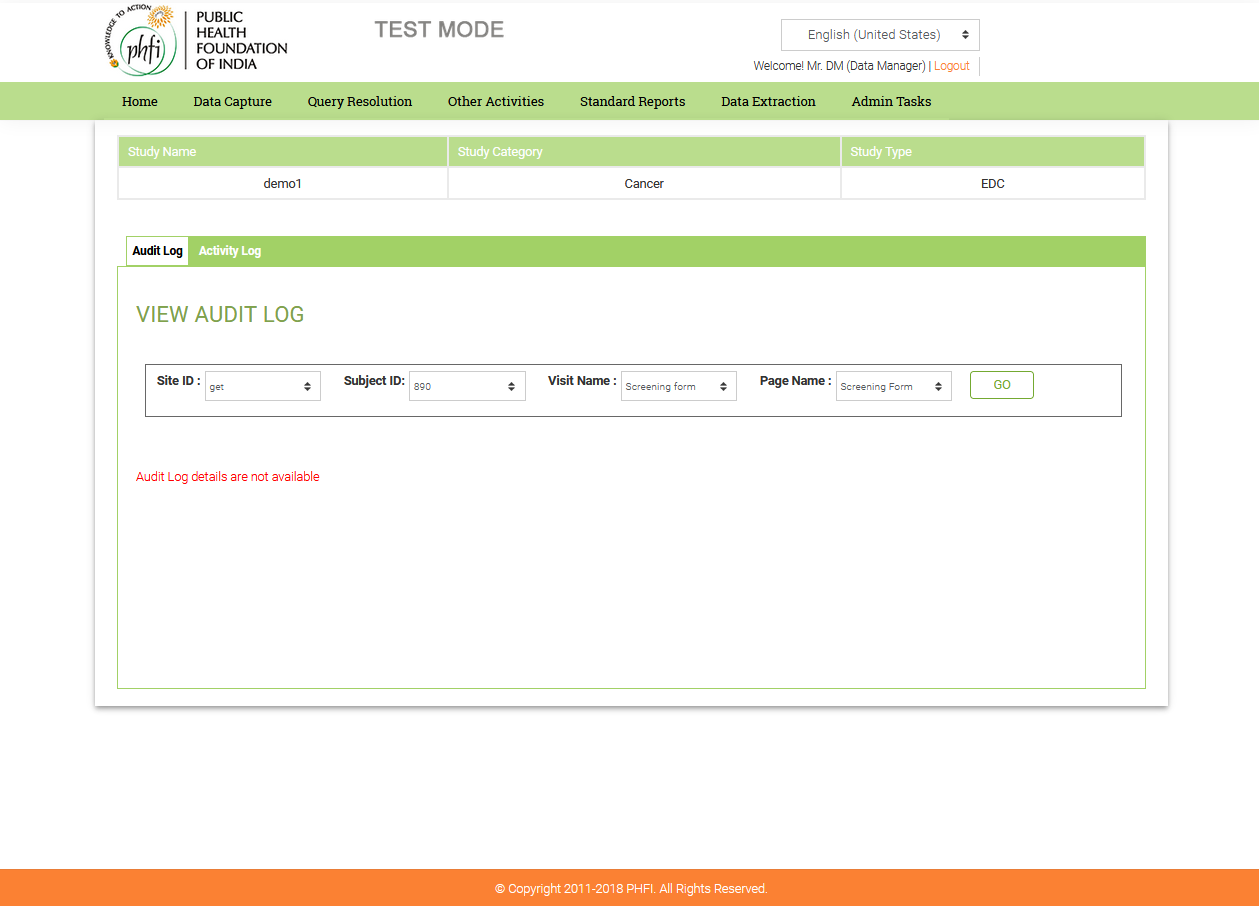 KNOWLEDGE TO ACTION
phfi
PUBLIC
HEALTH
FOUNDATION
OF INDIA
TEST MODE
English (United States)
Welcome! Mr. DM (Data Manager) | Logout
Home Data Capture Query Resolution Other Activities Standard Reports Data Extraction Admin Tasks
Study Name Study Category Study Type
demo1 Cancer EDC
Audit Log Activity Log
VIEW AUDIT LOG
Site ID : get Subject ID: 890 Visit Name : Screening form Page Name : Screening Form GO
Audit Log details are not available
© Copyright 2011-2018 PHFI. All Rights Reserved.